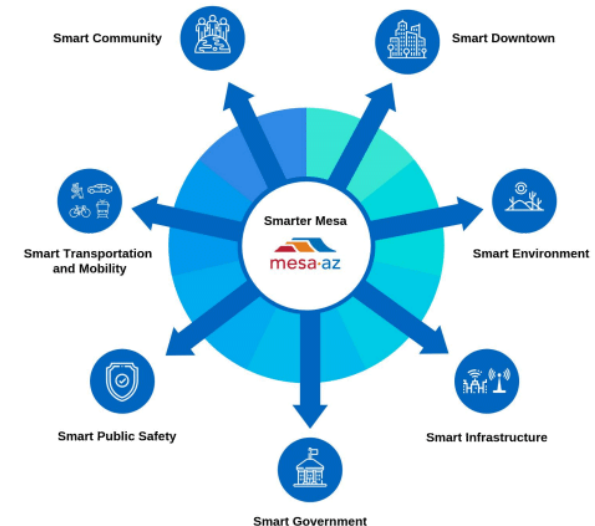 Smart Community
Smart Downtown
Smarter Mesa
mesa·az
Smart Transportation
and Mobility
Smart Environment
Smart Public Safety
Smart Infrastructure
Smart Government